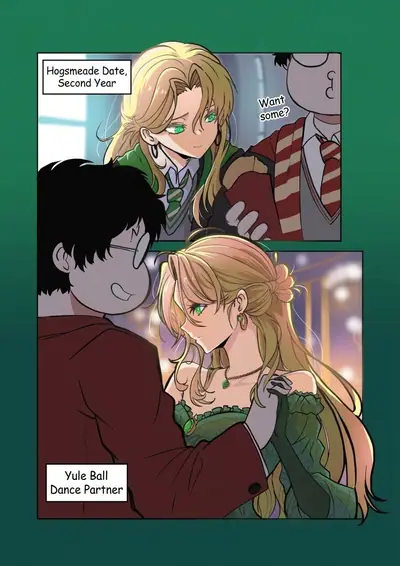 Hogsmeade Date,
Second Year
Want
some?
Yule Ball
Dance Partner